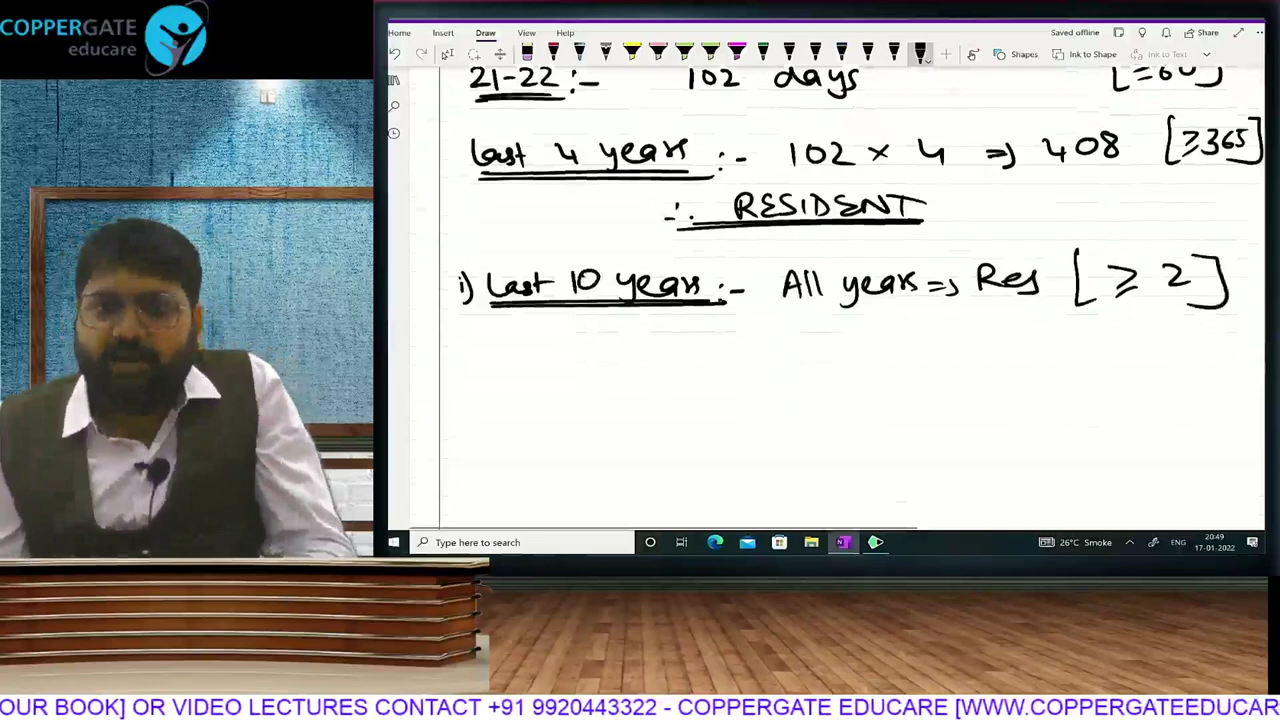 COPPERGATE
educare
Home Insert Draw View Help Saved offline Share
Shapes Ink to Shape Ink to Text
21-22 :- 102 days [≥60]
last 4 years :- 102 × 4 => 408 [≥365]
∴ RESIDENT
i) Last 10 years :- All years => Res [≥ 2]
Type here to search 26°C Smoke ENG 20:49
17-01-2022
OUR BOOK] OR VIDEO LECTURES CONTACT +91 9920443322 - COPPERGATE EDUCARE [WWW.COPPERGATEEDUCAR